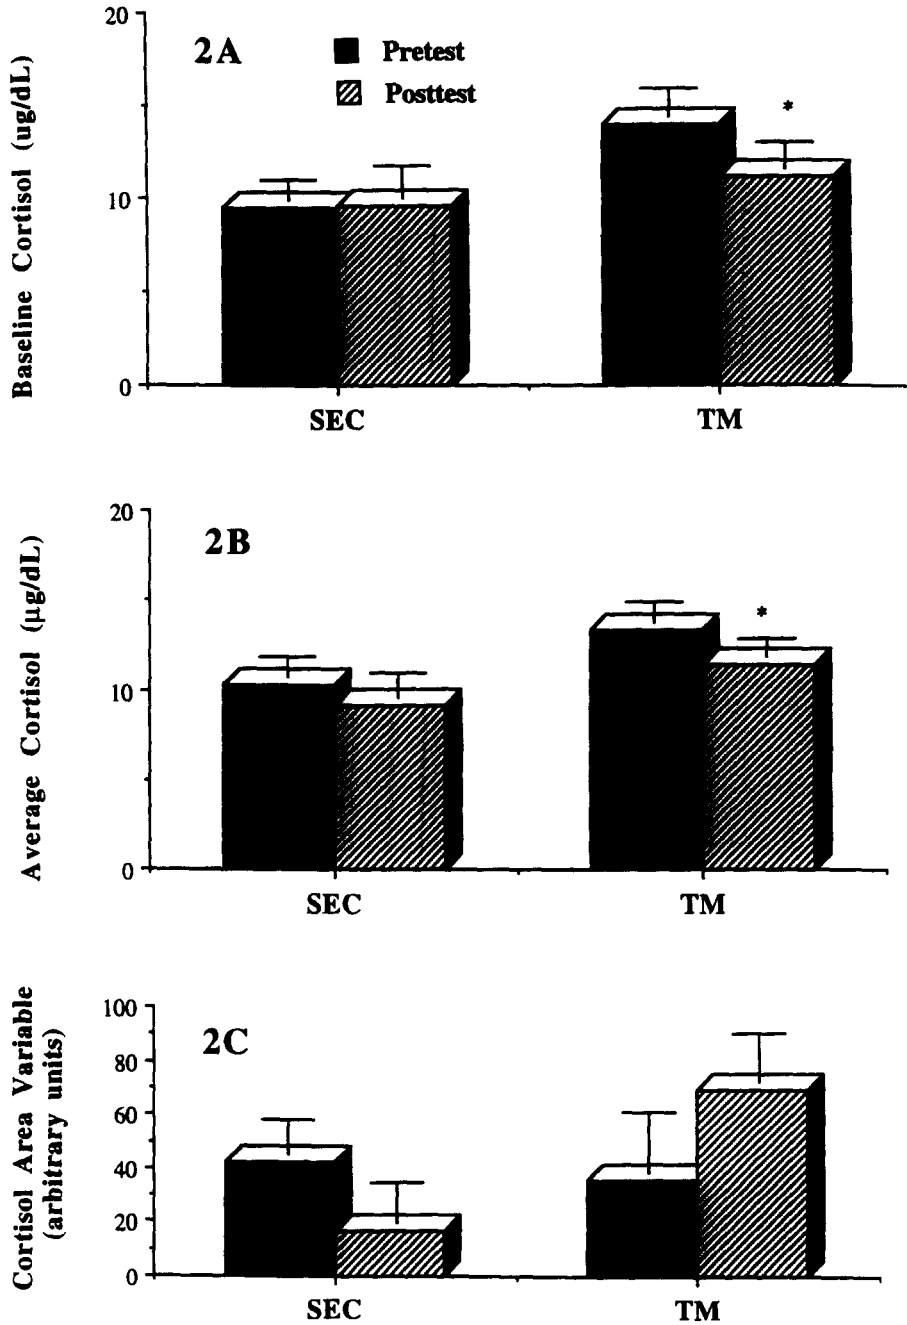 20
2A
Pretest
Posttest
*
10
0
Baseline Cortisol (ug/dL)
SEC
TM
20
2B
*
10
0
Average Cortisol (µg/dL)
SEC
TM
100
2C
80
60
40
20
0
Cortisol Area Variable
(arbitrary units)
SEC
TM